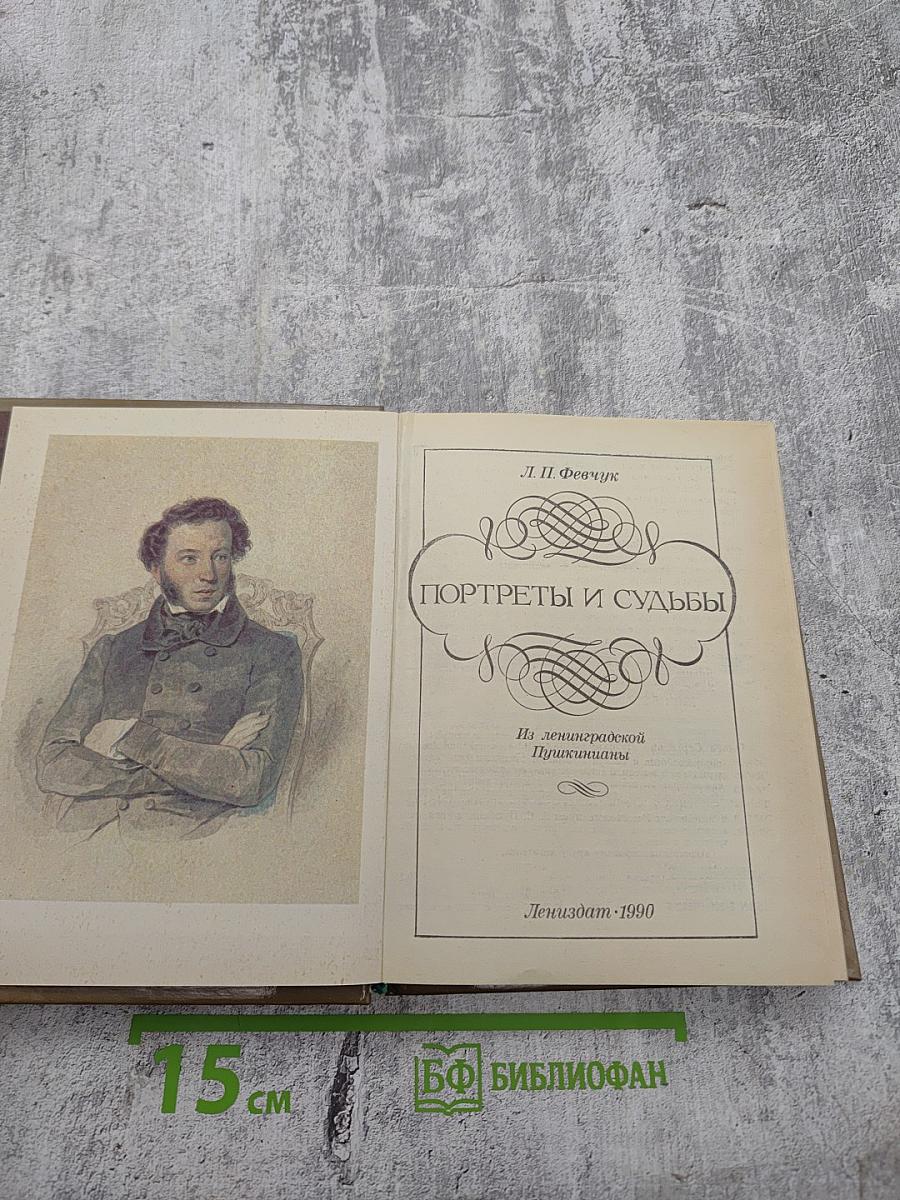 Л. П. Февчук
ПОРТРЕТЫ И СУДЬБЫ
Из ленинградской
Пушкинианы
Лениздат·1990
15 см
БФ БИБЛИОФАН